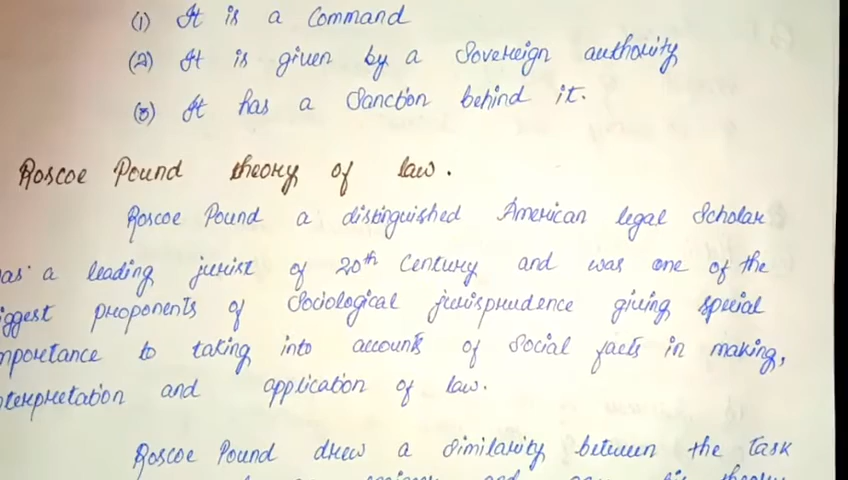 (1) It is a Command
(2) It is given by a Sovereign authority
(3) It has a Sanction behind it.
Roscoe Pound theory of law.
Roscoe Pound a distinguished American legal Scholar
as a leading jurist of 20th Century and was one of the
iggest proponents of Sociological jurisprudence giving special
mportance to taking into accounts of Social facts in making,
nterpretation and application of law.
Roscoe Pound drew a Similarity between the task